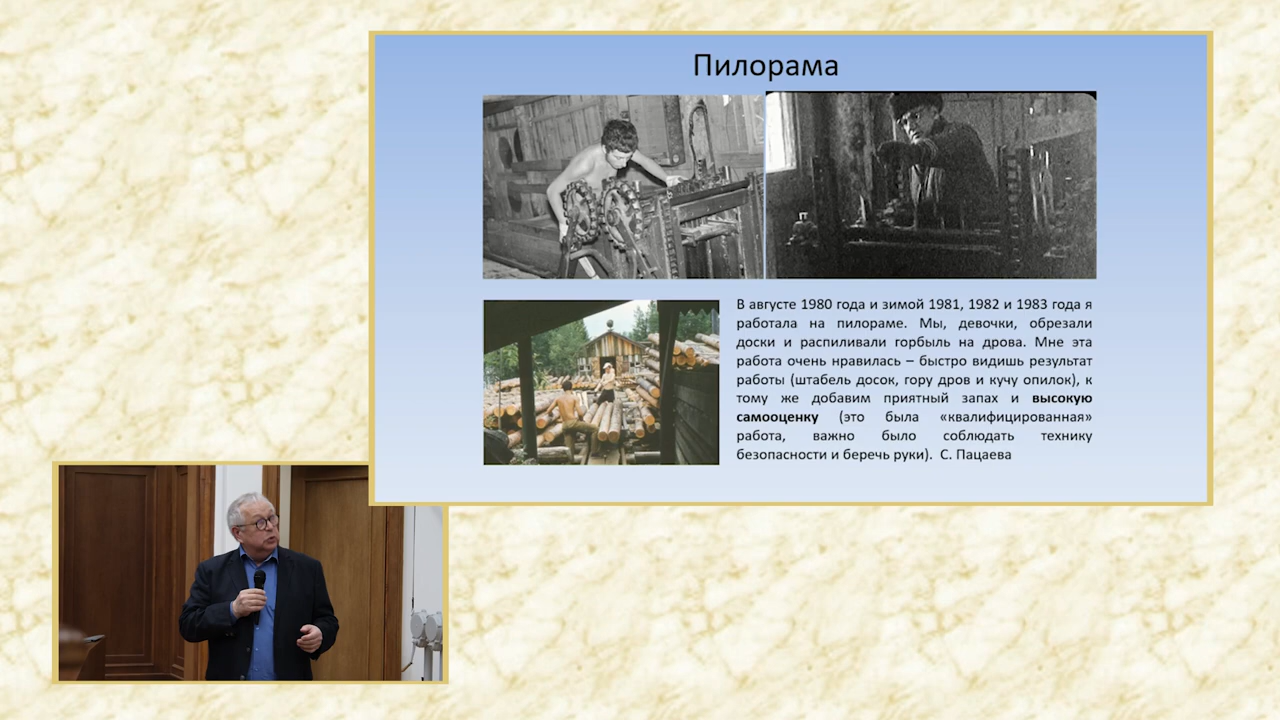 Пилорама
В августе 1980 года и зимой 1981, 1982 и 1983 года я
работала на пилораме. Мы, девочки, обрезали
доски и распиливали горбыль на дрова. Мне эта
работа очень нравилась – быстро видишь результат
работы (штабель досок, гору дров и кучу опилок), к
тому же добавим приятный запах и высокую
самооценку (это была «квалифицированная»
работа, важно было соблюдать технику
безопасности и беречь руки). С. Пацаева